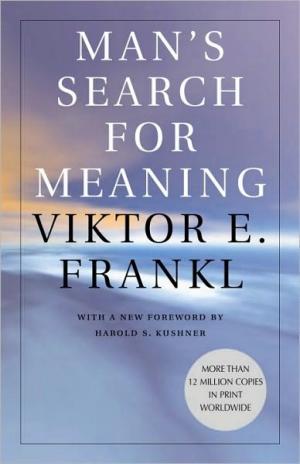 MAN'S
SEARCH
FOR
MEANING
VIKTOR E.
FRANKL
WITH A NEW FOREWORD BY
HAROLD S. KUSHNER
MORE THAN
12 MILLION COPIES
IN PRINT
WORLDWIDE